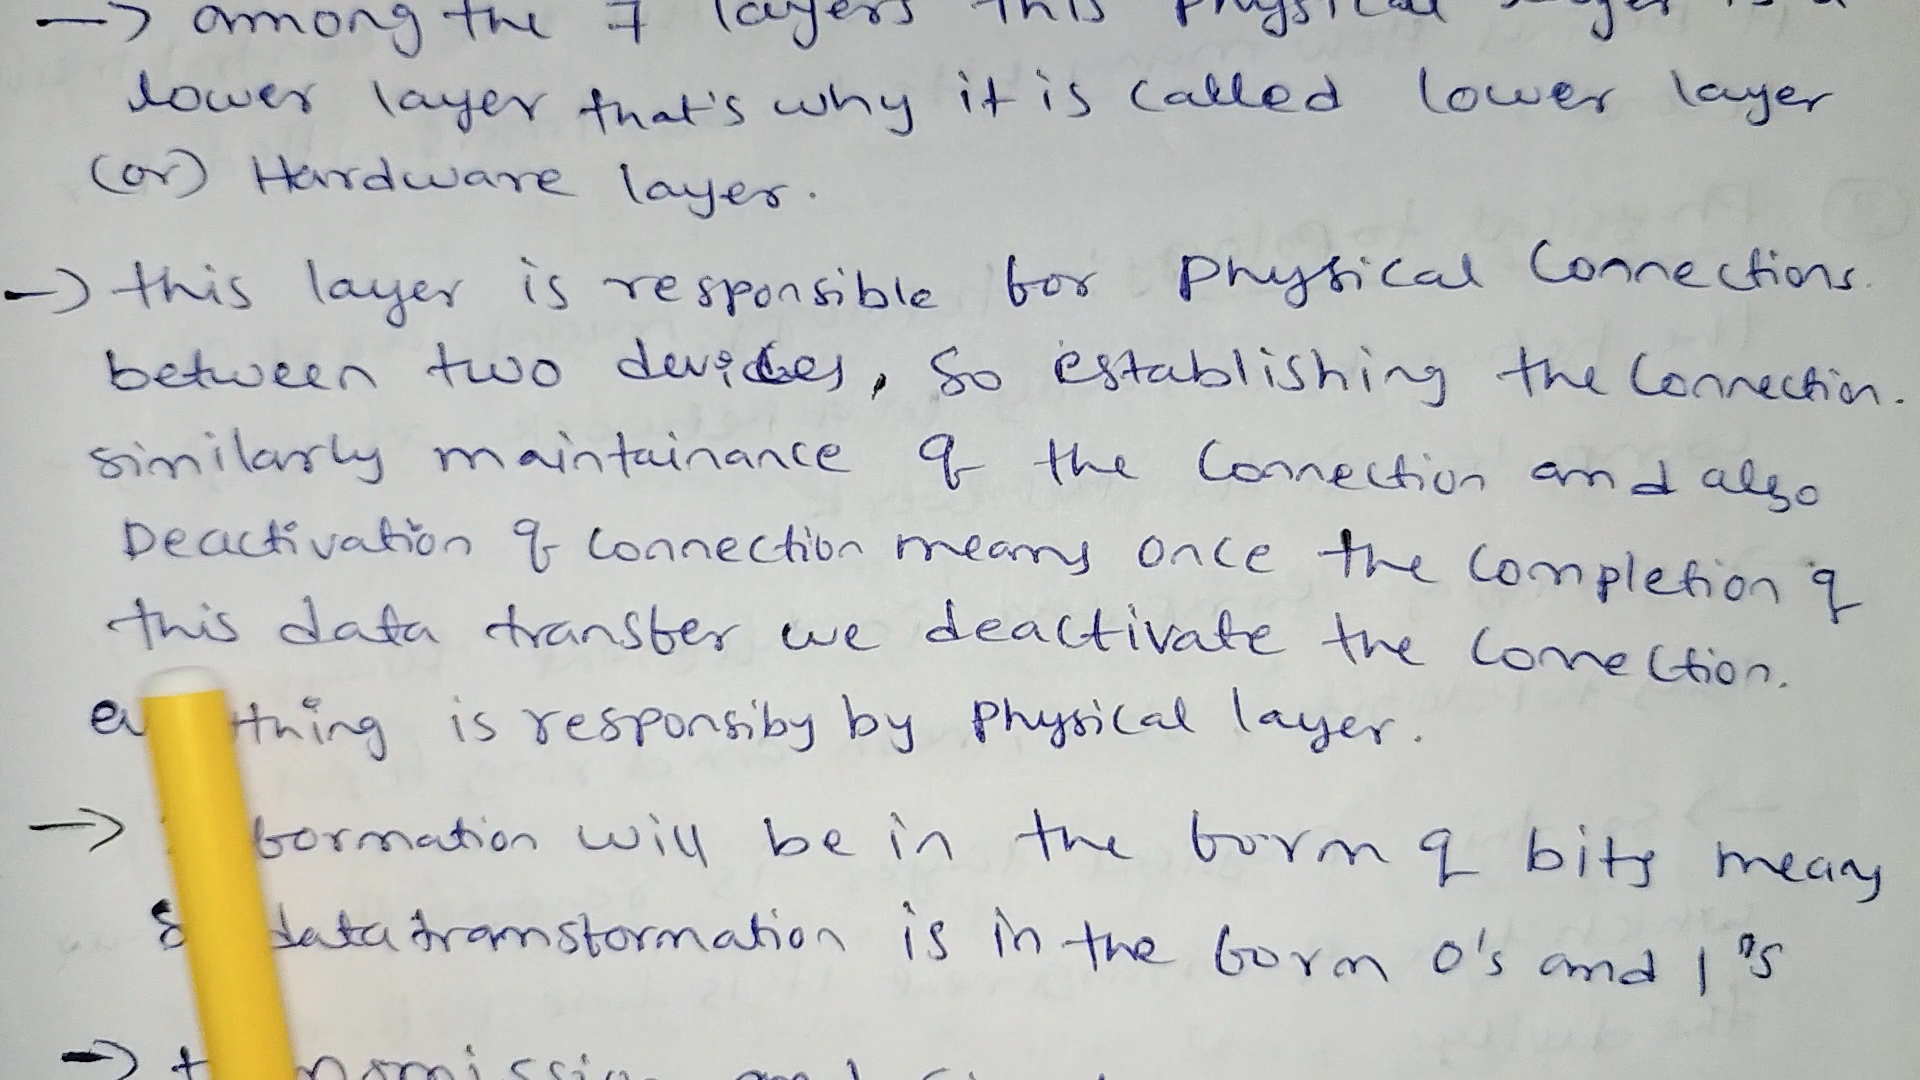 → among the 7 layers this physical layer is a
lower layer that's why it is called lower layer
(or) Hardware layer.
→ this layer is responsible for physical Connections.
between two devices, So establishing the Connection.
similarly maintainance of the Connection and also
Deactivation of Connection means once the Completion of
this data transfer we deactivate the Connection.
thing is responsiby by physical layer.
→ formation will be in the form of bits means
data transformation is in the form 0's and 1's
→